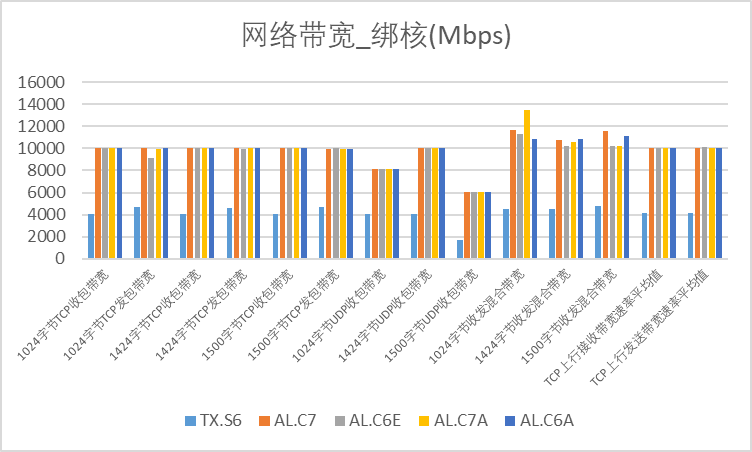 网络带宽_绑核(Mbps)
16000
14000
12000
10000
8000
6000
4000
2000
0
1024字节TCP收包带宽
1024字节TCP发包带宽
1424字节TCP收包带宽
1424字节TCP发包带宽
1500字节TCP收包带宽
1500字节TCP发包带宽
1024字节UDP收包带宽
1424字节UDP收包带宽
1500字节UDP收包带宽
1024字节收发混合带宽
1424字节收发混合带宽
1500字节收发混合带宽
TCP上行接收带宽速率平均值
TCP上行发送带宽速率平均值
TX.S6 AL.C7 AL.C6E AL.C7A AL.C6A